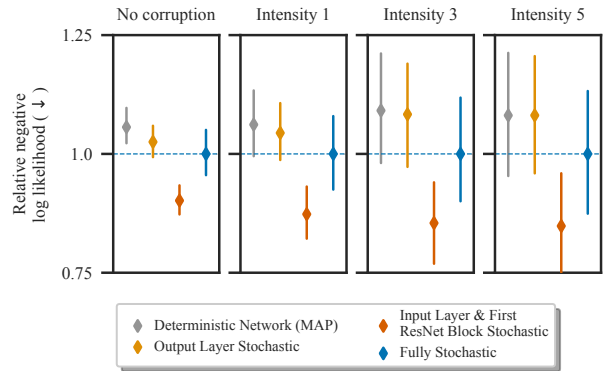 No corruption
Intensity 1
Intensity 3
Intensity 5
Relative negative
log likelihood ( ↓ )
1.25
1.0
0.75
Deterministic Network (MAP)
Output Layer Stochastic
Input Layer & First
ResNet Block Stochastic
Fully Stochastic